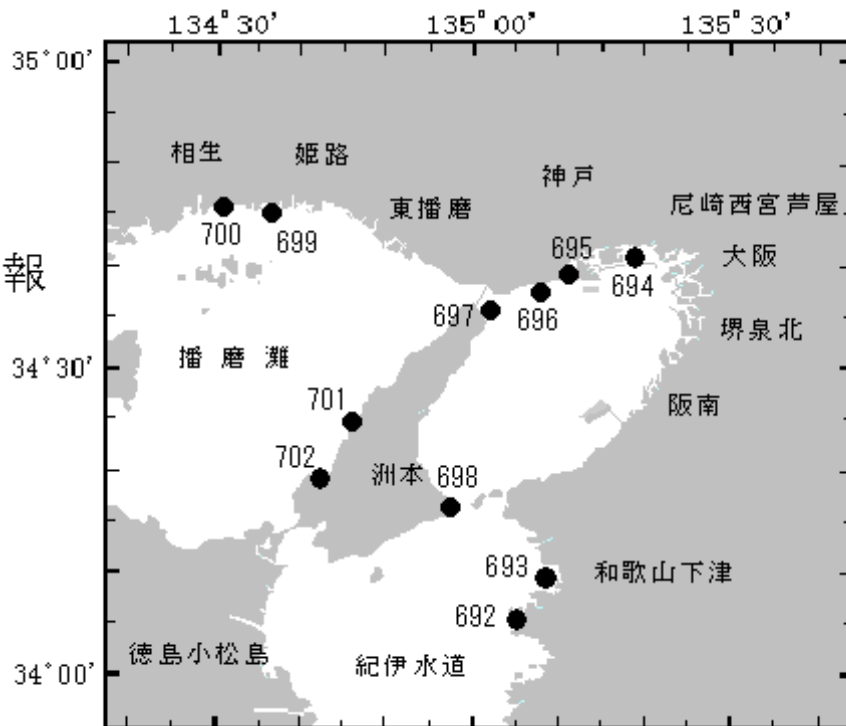 134°30' 135°00' 135°30'
35°00'
相生 姫路
神戸
東播磨
尼崎西宮芦屋
700 699
695
大阪
報
694
697 696
堺泉北
播磨灘
34°30'
701
阪南
702 洲本 698
693 和歌山下津
692
徳島小松島 紀伊水道
34°00'